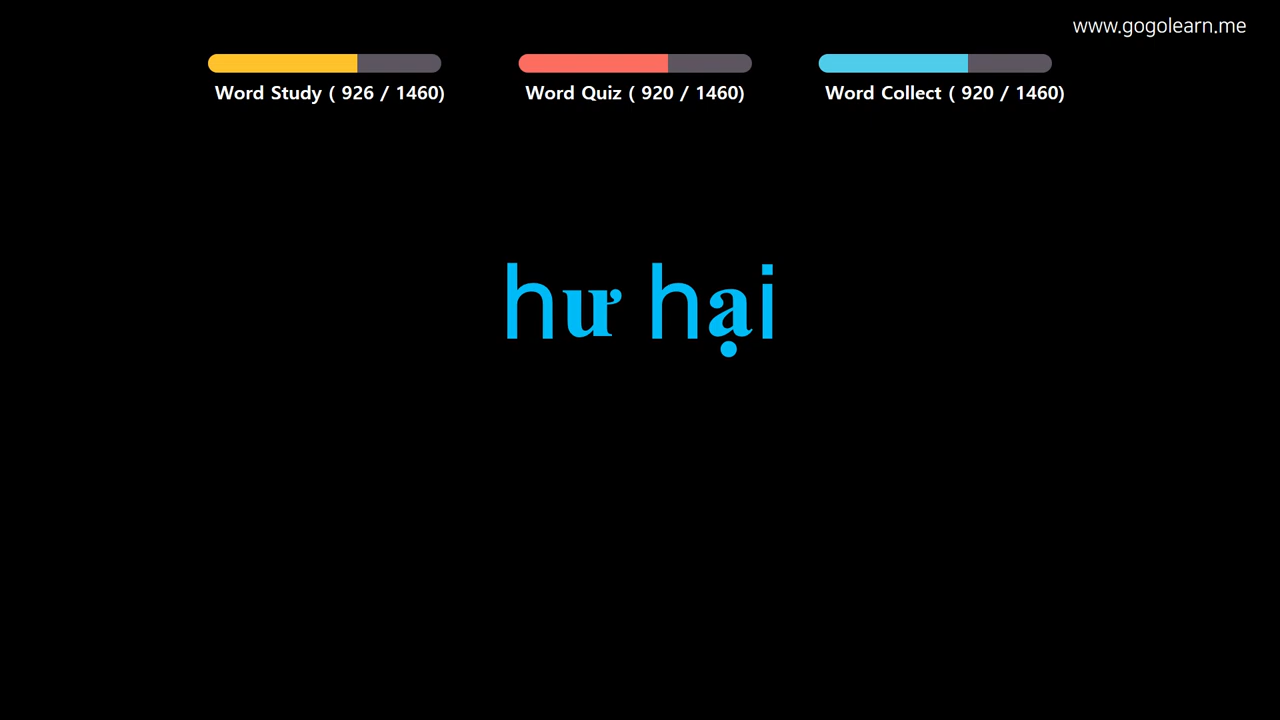 www.gogolearn.me
Word Study ( 926 / 1460)
Word Quiz ( 920 / 1460)
Word Collect ( 920 / 1460)
hư hại